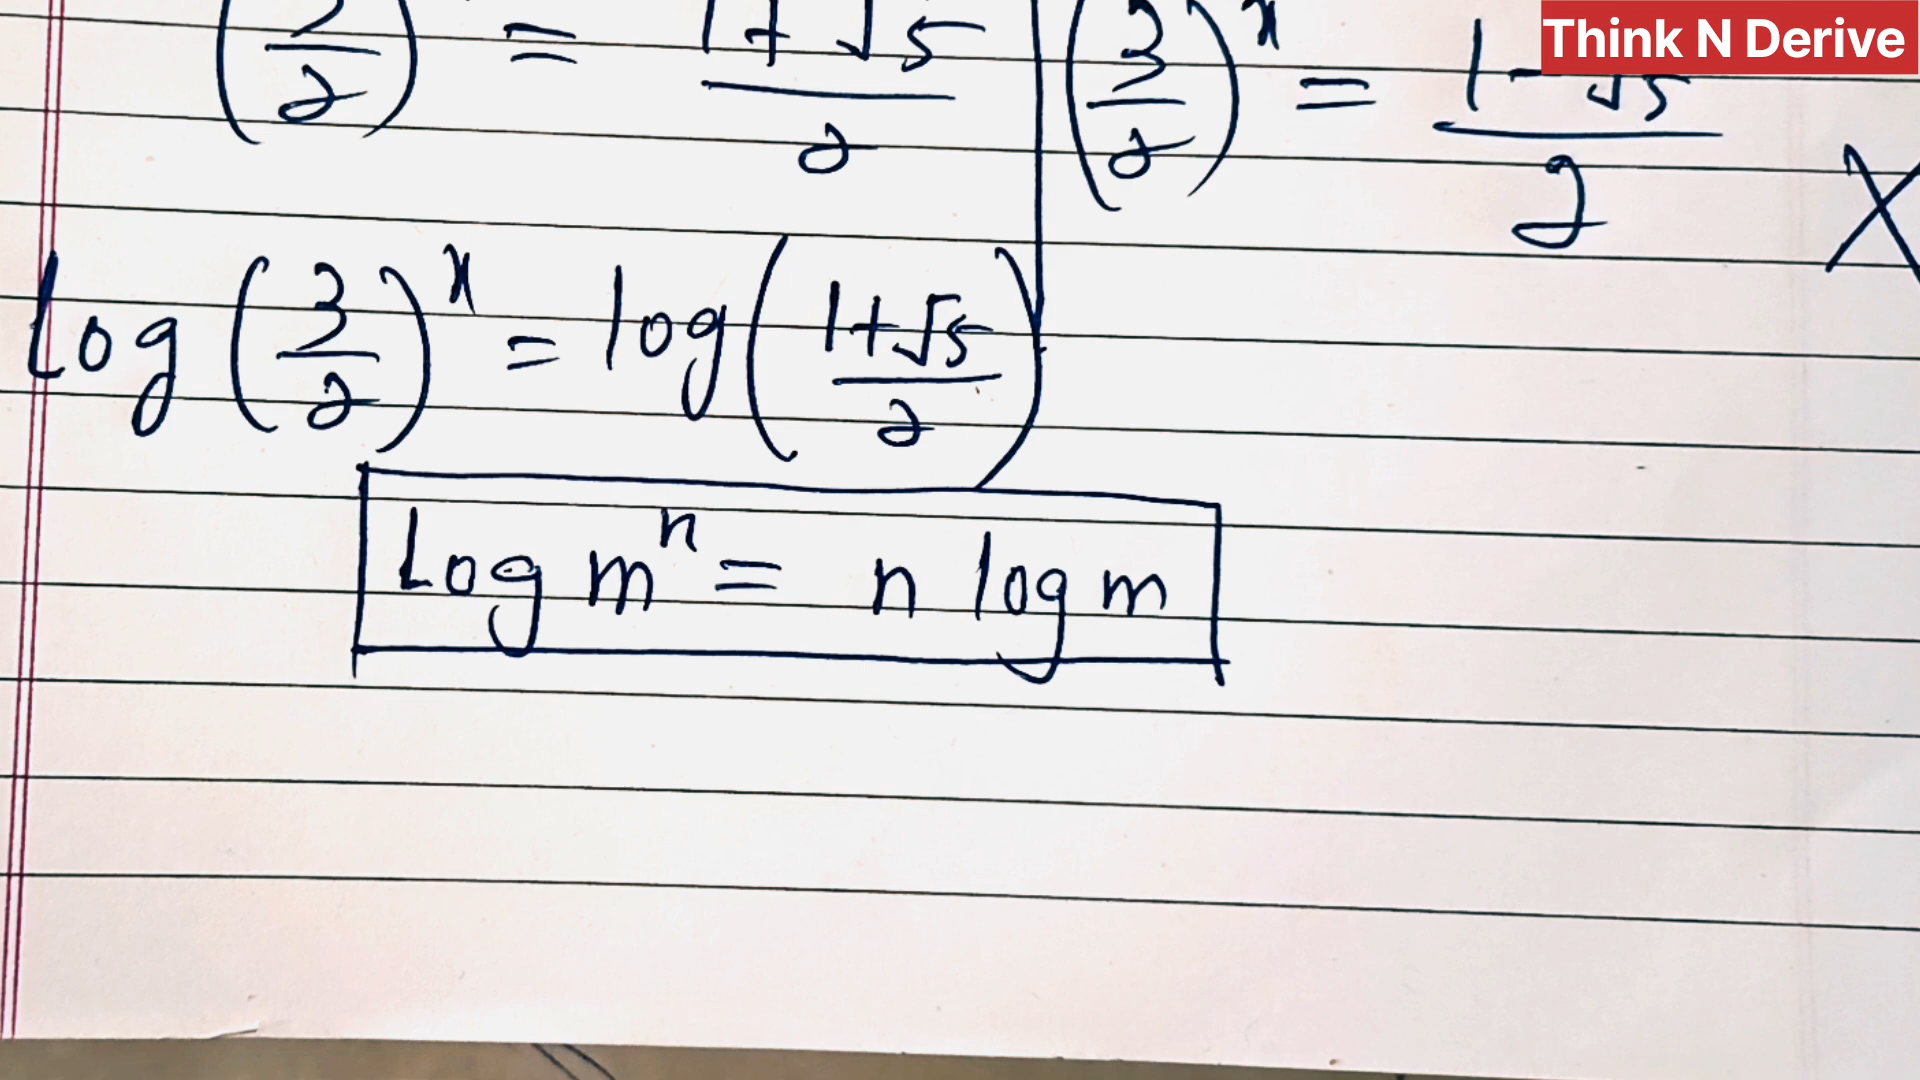 Think N Derive
(3/2) = 1+√5/2 | (3/2)^x = 1-√5/2 X
Log (3/2)^x = log (1+√5/2)
Log m^n = n log m